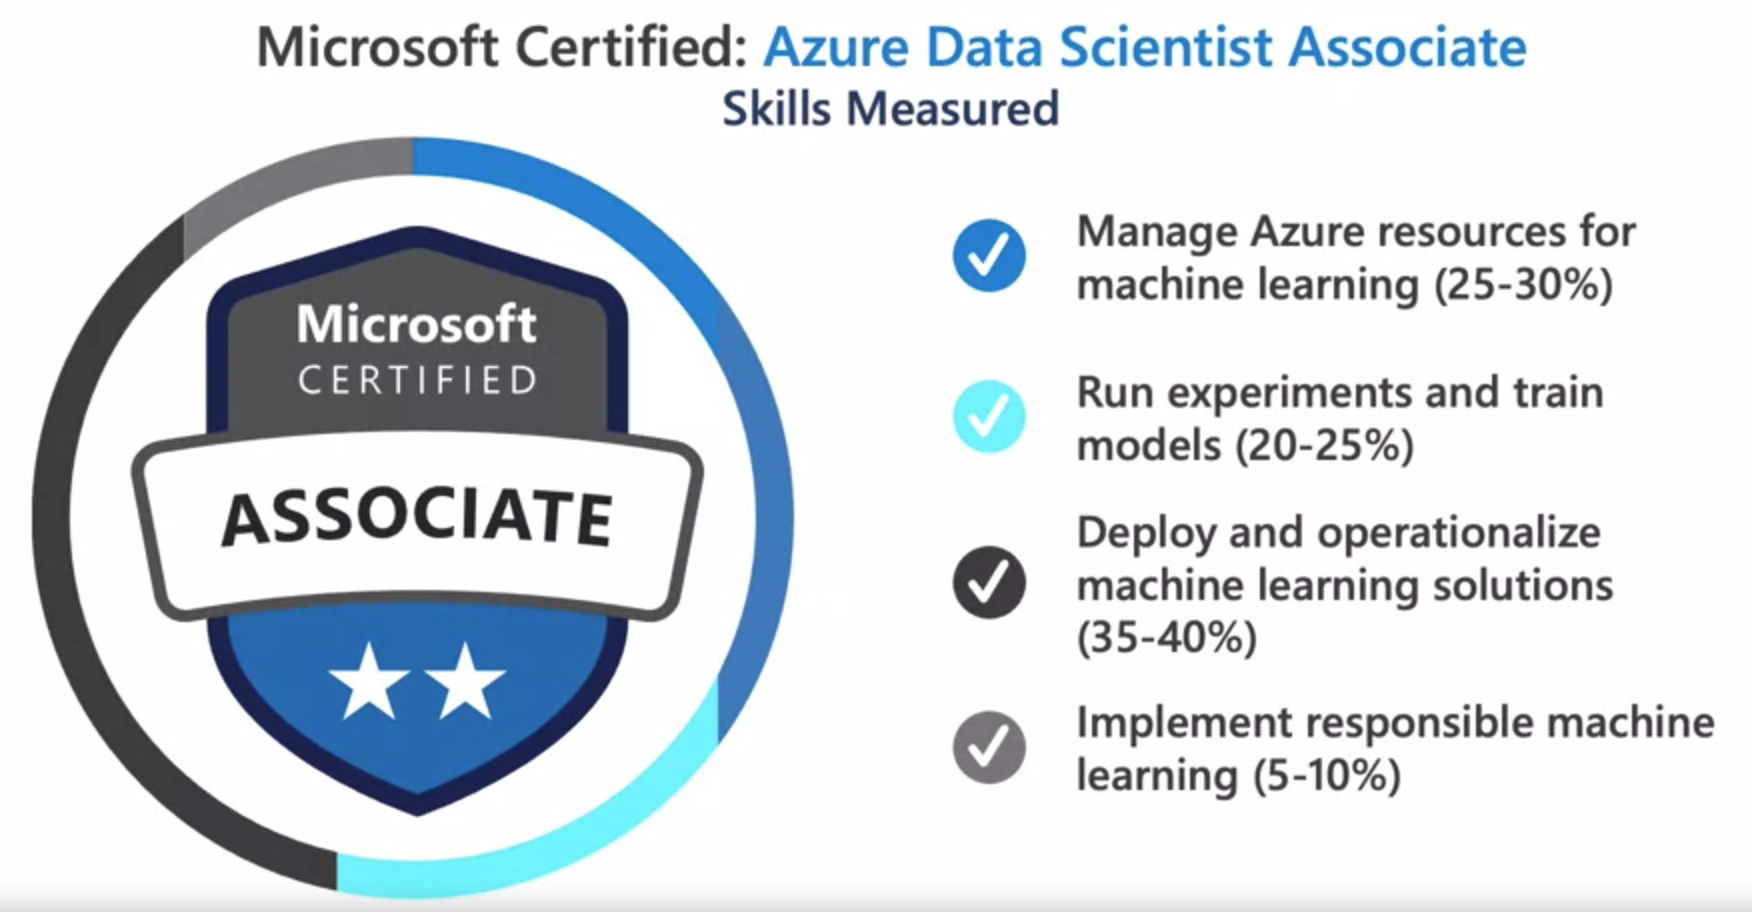 Microsoft Certified: Azure Data Scientist Associate
Skills Measured
Microsoft
CERTIFIED
ASSOCIATE
Manage Azure resources for
machine learning (25-30%)
Run experiments and train
models (20-25%)
Deploy and operationalize
machine learning solutions
(35-40%)
Implement responsible machine
learning (5-10%)